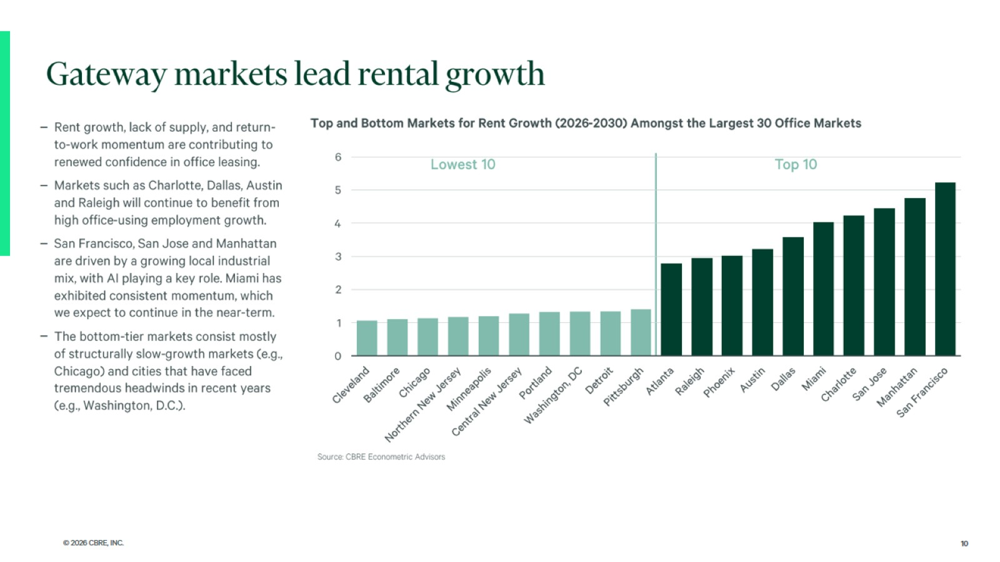 Gateway markets lead rental growth
– Rent growth, lack of supply, and return-
to-work momentum are contributing to
renewed confidence in office leasing.
– Markets such as Charlotte, Dallas, Austin
and Raleigh will continue to benefit from
high office-using employment growth.
– San Francisco, San Jose and Manhattan
are driven by a growing local industrial
mix, with AI playing a key role. Miami has
exhibited consistent momentum, which
we expect to continue in the near-term.
– The bottom-tier markets consist mostly
of structurally slow-growth markets (e.g.,
Chicago) and cities that have faced
tremendous headwinds in recent years
(e.g., Washington, D.C.).
Top and Bottom Markets for Rent Growth (2026-2030) Amongst the Largest 30 Office Markets
Lowest 10
Top 10
6
5
4
3
2
1
0
Cleveland
Baltimore
Chicago
Northern New Jersey
Minneapolis
Central New Jersey
Portland
Washington, DC
Detroit
Pittsburgh
Atlanta
Raleigh
Phoenix
Austin
Dallas
Miami
Charlotte
San Jose
Manhattan
San Francisco
Source: CBRE Econometric Advisors
© 2026 CBRE, INC.
10